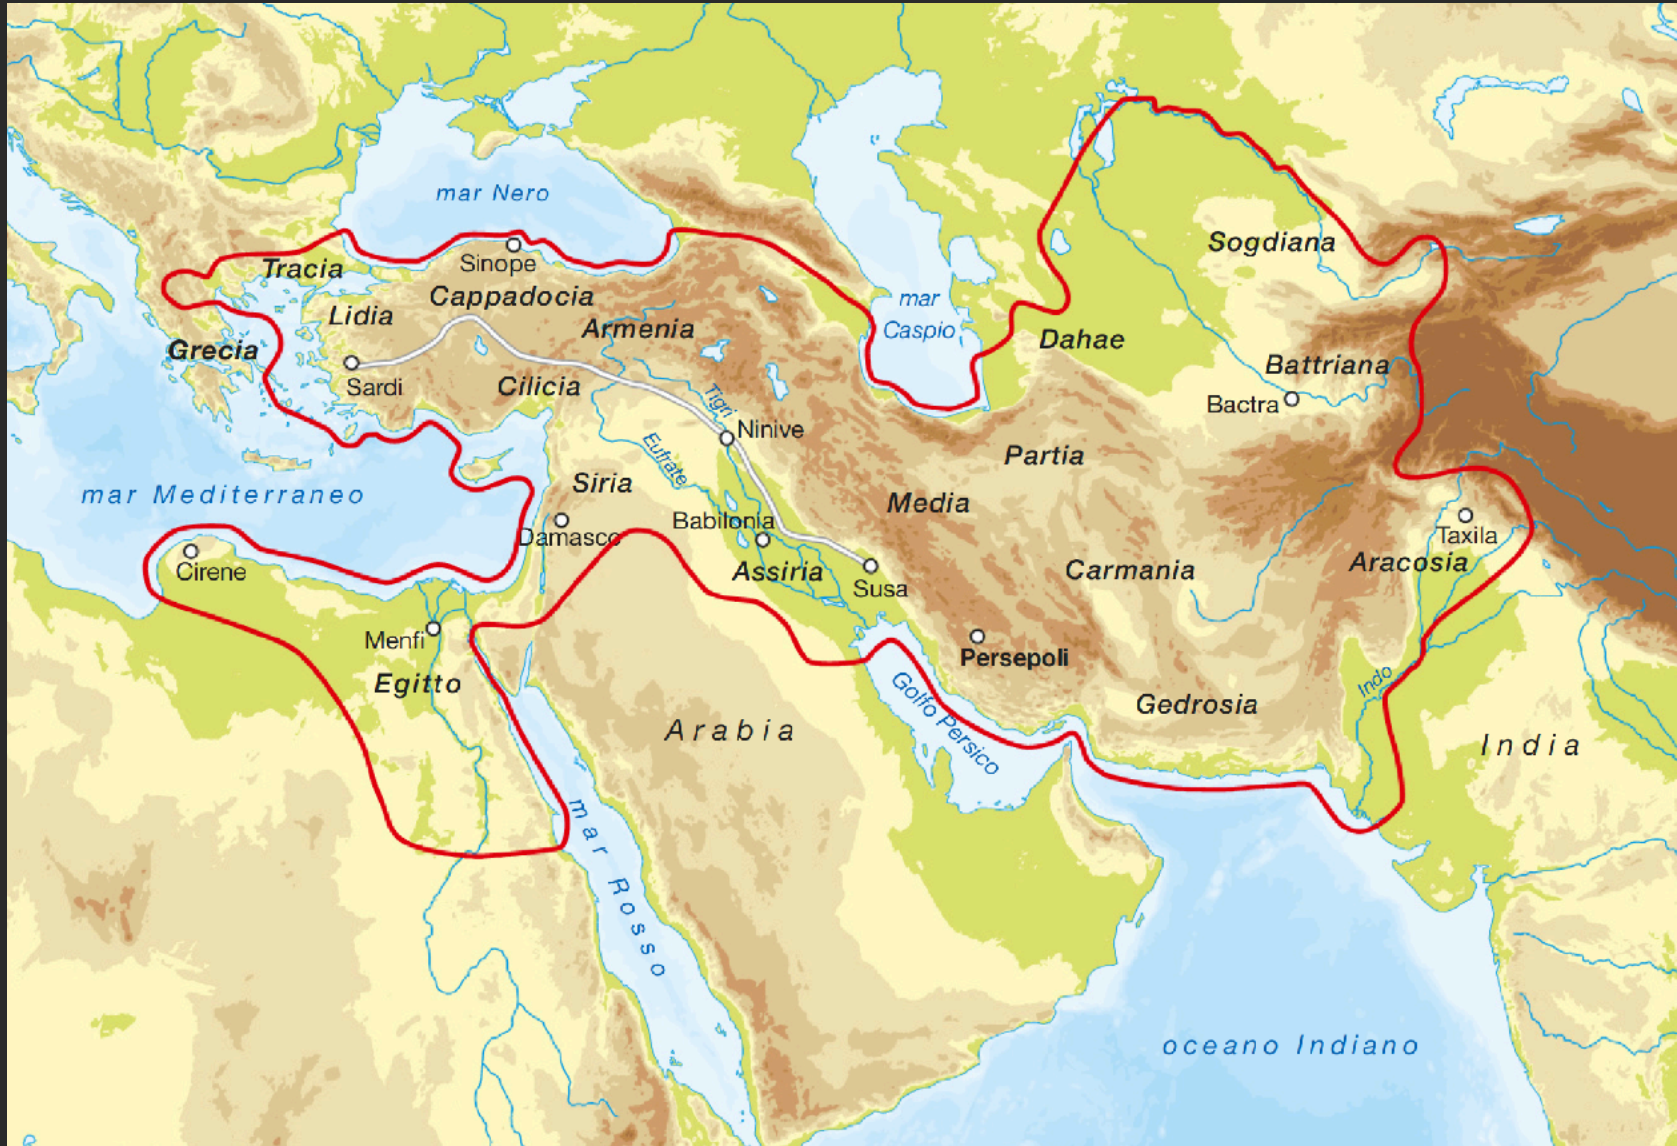 mar Nero
Sinope
Tracia
Cappadocia
Lidia
Armenia
Grecia
Sardi
Cilicia
mar
Caspio
Dahae
Sogdiana
Battriana
Bactra
Tigri
Ninive
Eufrate
Partia
mar Mediterraneo
Siria
Media
Damasco
Babilonia
Taxila
Cirene
Assiria
Susa
Carmania
Aracosia
Menfi
Persepoli
Egitto
Golfo Persico
Gedrosia
Indo
Arabia
India
mar Rosso
oceano Indiano